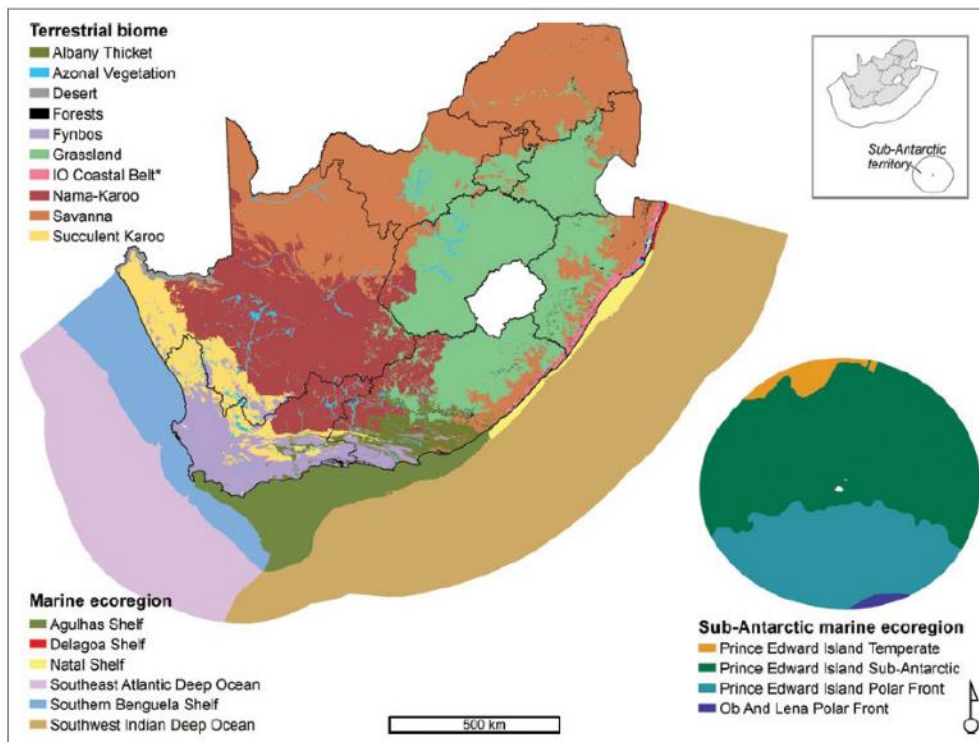 Terrestrial biome
Albany Thicket
Azonal Vegetation
Desert
Forests
Fynbos
Grassland
IO Coastal Belt*
Nama-Karoo
Savanna
Succulent Karoo
Sub-Antarctic
territory
Marine ecoregion
Agulhas Shelf
Delagoa Shelf
Natal Shelf
Southeast Atlantic Deep Ocean
Southern Benguela Shelf
Southwest Indian Deep Ocean
500 km
Sub-Antarctic marine ecoregion
Prince Edward Island Temperate
Prince Edward Island Sub-Antarctic
Prince Edward Island Polar Front
Ob And Lena Polar Front